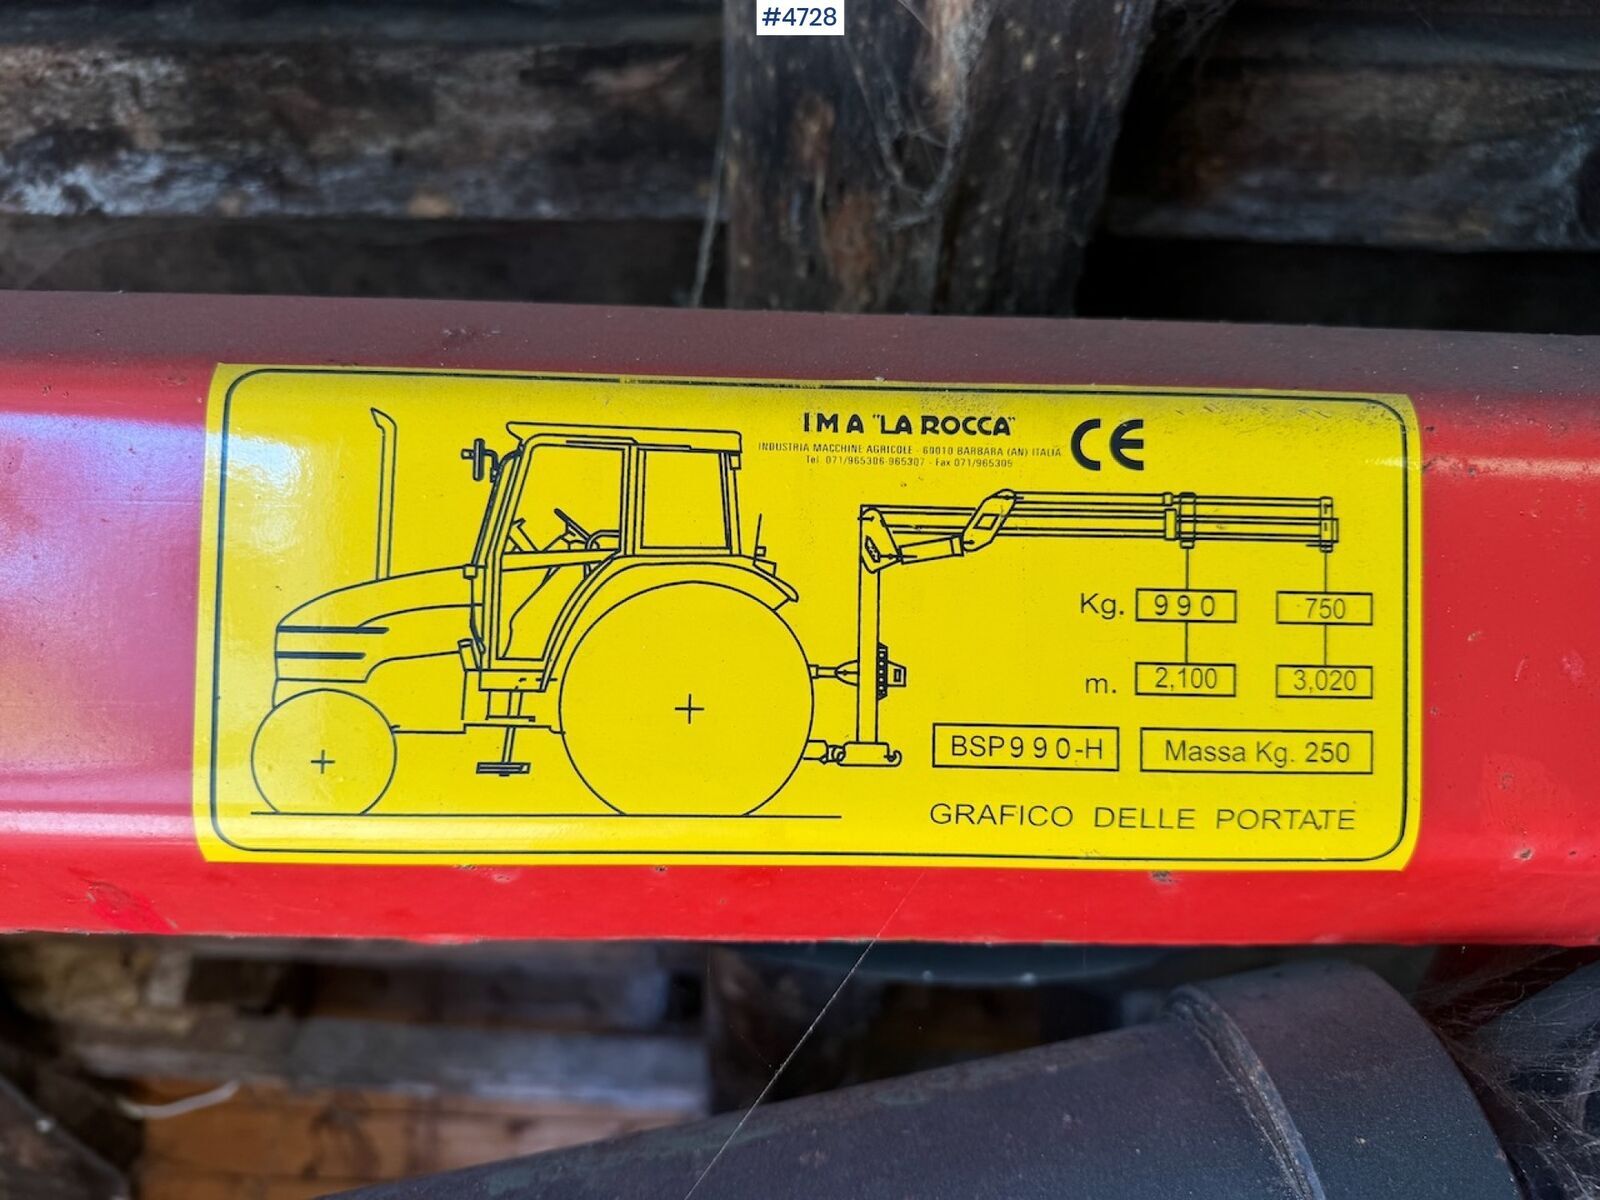 #4728
IMA "LA ROCCA"
INDUSTRIA MACCHINE AGRICOLE - 60010 BARBARA (AN) ITALIA
Tel. 071/965306-965307 - Fax 071/965309
CE
Kg. 990 750
m. 2,100 3,020
BSP990-H Massa Kg. 250
GRAFICO DELLE PORTATE